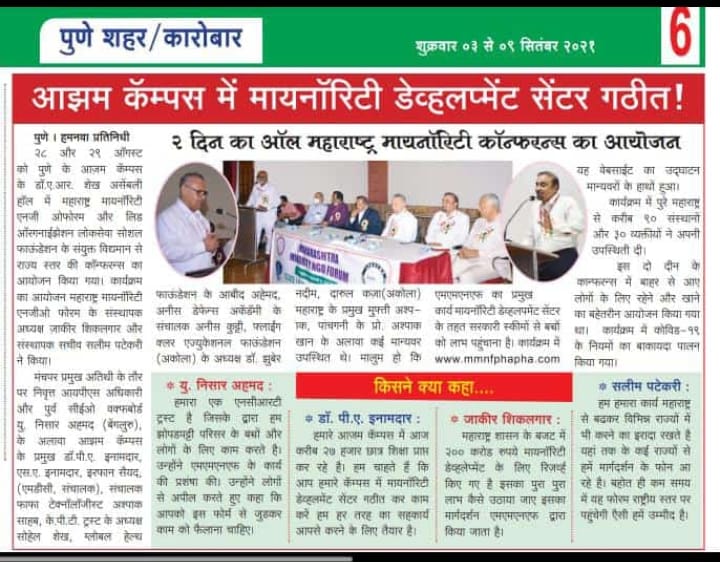 पुणे शहर/कारोबार
शुक्रवार ०३ से ०९ सितंबर २०२१
6
आझम कॅम्पस में मायनॉरिटी डेव्हलप्मेंट सेंटर गठीत!
पुणे । हमनवा प्रतिनिधी
२८ और २९ ऑगस्ट
को पुणे के आज़म कॅम्पस
के डॉ.ए.आर. शेख असेंबली
हॉल में महाराष्ट्र मायनॉरिटी
एनजी ओफोरम और लिड
ऑरगनाईझेशन लोकसेवा सोशल
फाऊंडेशन के संयुक्त विद्यमान से
राज्य स्तर की कॉन्फरन्स का
आयोजन किया गया। कार्यक्रम
का आयोजन महाराष्ट्र मायनॉरिटी
एनजीओ फोरम के संस्थापक
अध्यक्ष ज़ाकीर शिकलगार और
संस्थापक सचीव सलीम पटेकरी
ने किया।
मंचपर प्रमुख अतिथी के तौर
पर निवृत्त आयपीएस अधिकारी
और पुर्व सीईओ वक्फबोर्ड
यु. निसार अहमद (बेंगलुरु),
के अलावा आझम कॅम्पस
के प्रमुख डॉ.पी.ए. इनामदार,
एस.ए. इनामदार, इरफान सैयद,
(एमडीसी, संचालक), संचालक
फाफा टेक्नॉलॉजिस्ट अश्पाक
साहब, के.पी.टी. ट्रस्ट के अध्यक्ष
सोहेल शेख, ग्लोबल हेल्थ
२ दिन का ऑल महाराष्ट्र मायनॉरिटी कॉन्फरन्स का आयोजन
MAHARASHTRA
MINORITY NGO FORUM
फाऊंडेशन के आबीद अहेमद,
अनीस डेफेन्स अकॅडेमी के
संचालक अनीस कुट्टी, फ्लाईंग
क्लर एज्युकेशनल फाऊंडेशन
(अकोला) के अध्यक्ष डॉ. झुबेर
नदीम, दारुल कज़ा(अकोला)
महाराष्ट्र के प्रमुख मुफ्ती अश्प-
ाक, पाचगनी के प्रो. अश्पाक
खान के अलावा कई मान्यवर
उपस्थित थे। मालुम हो कि
एमएमएनएफ का प्रमुख
कार्य मायनॉरिटी डेव्हलपमेंट सेंटर
के तहत सरकारी स्कीमों से बचों
को लाभ पहुंचाना है। कार्यक्रम में
www.mmnfphapha.com
यह वेबसाईट का उद्घाटन
मान्यवरों के हाथों हुआ।
कार्यक्रम में पुरे महाराष्ट्र
से करीब ९० संस्थानो
और ३० व्यक्तीयों ने अपनी
उपस्थिती दी।
इस दो दीन के
कान्फरन्स में बाहर से आए
लोगों के लिए रहेने और खाने
का बहेतरीन आयोजन किया गया
था। कार्यक्रम में कोविड-१९
के नियमों का बाकायदा पालन
किया गया।
किसने क्या कहा....
* यु. निसार अहमद :
हमारा एक एनसीआरटी
ट्रस्ट है जिसके द्वारा हम
झोपडपट्टी परिसर के बचों और
लोगों के लिए काम करते है।
उन्होंने एमएमएनएफ के कार्य
की प्रशंषा की। उन्होंने लोगों
से अपील करते हुए कहा कि
आपको इस फोर्म से जुडकर
काम को फैलाना चाहिए।
* डॉ. पी.ए. इनामदार :
हमारे आजम कॅम्पस में आज
करीब २७ हजार छात्र शिक्षा प्राप्त
कर रहे है। हम चाहते हैं कि
आप हमारे कॅम्पस में मायनॉरिटी
डेव्हलमेंट सेंटर गठीत कर काम
करें हम हर तरह का सहकार्य
आपसे करने के लिए तैयार है।
* जाकीर शिकलगार :
महाराष्ट्र शासन के बजट में
२०० करोड रुपये मायनॉरिटी
डेव्हलेप्मेंट के लिए रिजर्व्ह
किए गए है इसका पुरा पुरा
लाभ कैसे उठाया जाए इसका
मार्गदर्शन एमएमएनएफ द्वारा
किया जाता है।
* सलीम पटेकरी :
हम हमारा कार्य महाराष्ट्र
से बढकर विभिन्न राज्यों में
भी करने का इरादा रखते है
यहां तक के कई राज्यों से
हमें मार्गदर्शन के फोन आ
रहे है। बहोत ही कम समय
में यह फोरम राष्ट्रीय स्तर पर
पहुंचेगी ऐसी हमें उम्मीद है।